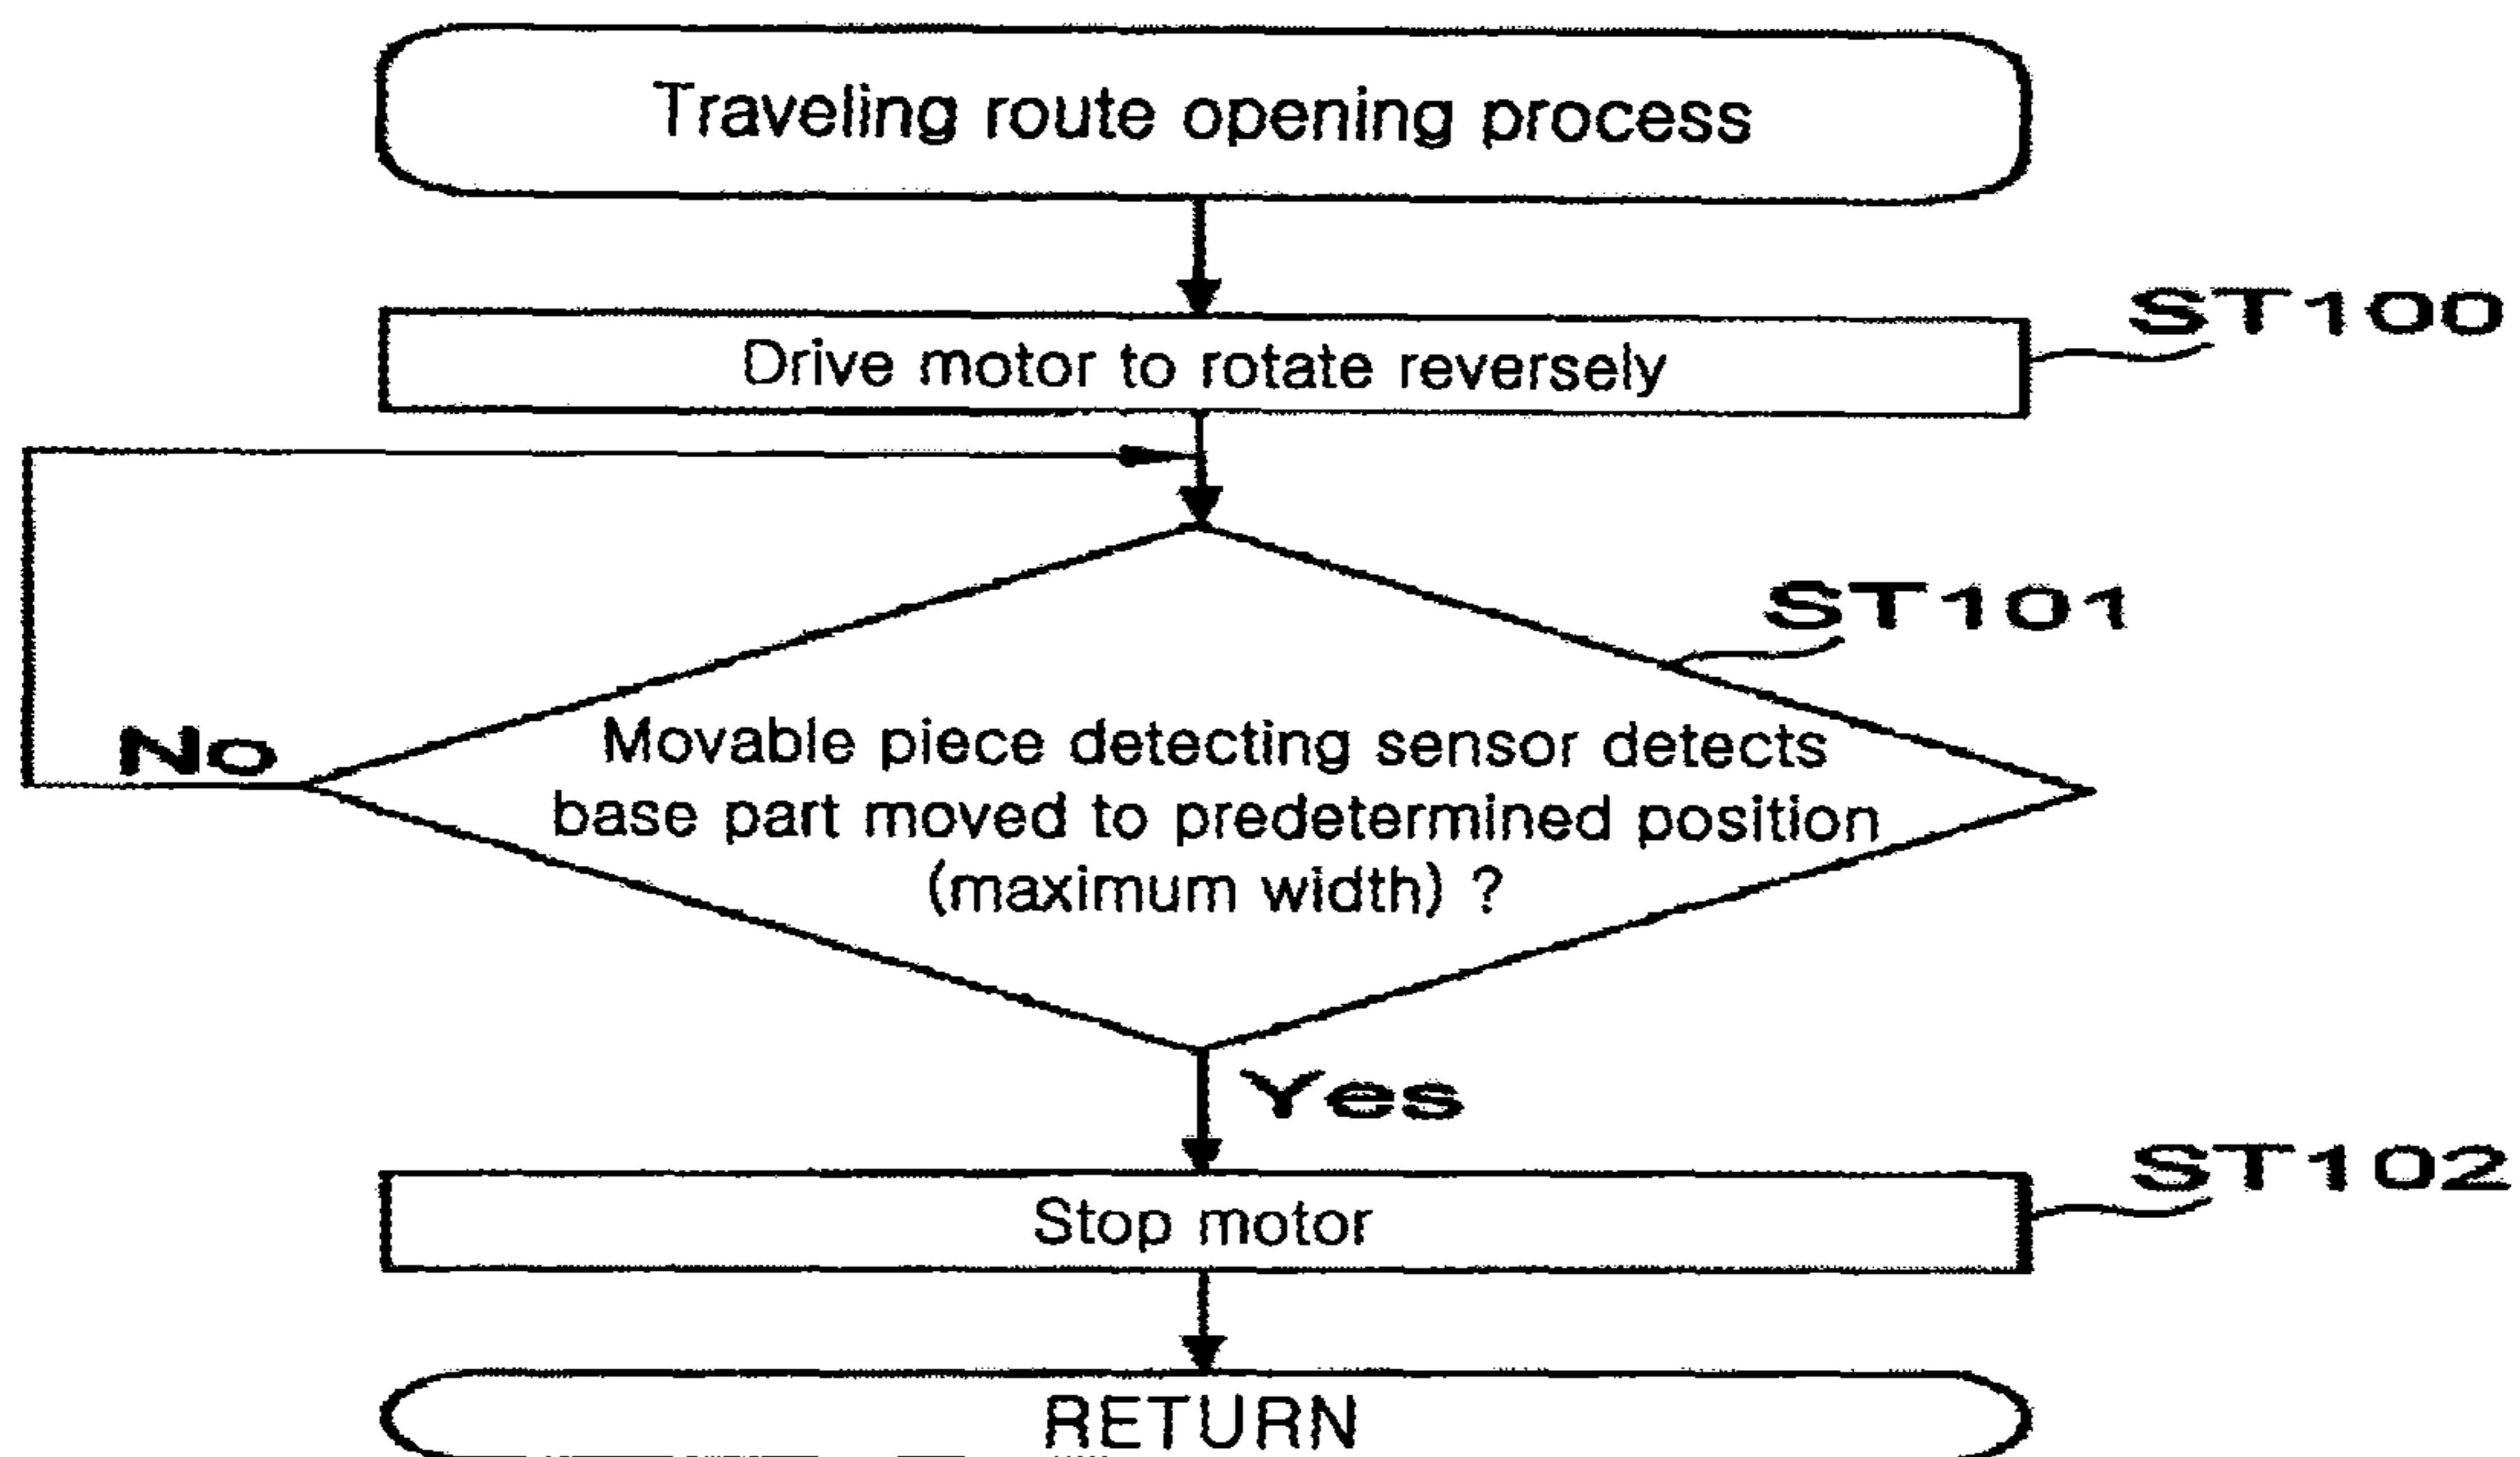 Traveling route opening process
Drive motor to rotate reversely
ST100
ST101
No
Movable piece detecting sensor detects
base part moved to predetermined position
(maximum width) ?
Yes
Stop motor
ST102
RETURN